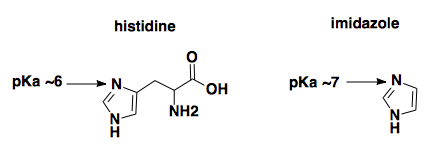 histidine
imidazole
pKa ~6
N
O
OH
NH2
N
H
pKa ~7
N
N
H